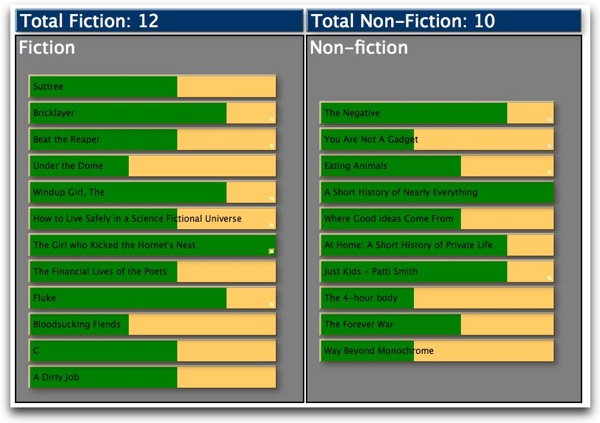 Total Fiction: 12
Total Non-Fiction: 10
Fiction
Suttree
Bricklayer
Beat the Reaper
Under the Dome
Windup Girl, The
How to Live Safely in a Science Fictional Universe
The Girl who Kicked the Hornet's Nest
The Financial Lives of the Poets
Fluke
Bloodsucking Fiends
C
A Dirty Job
Non-fiction
The Negative
You Are Not A Gadget
Eating Animals
A Short History of Nearly Everything
Where Good Ideas Come From
At Home: A Short History of Private Life
Just Kids - Patti Smith
The 4-hour body
The Forever War
Way Beyond Monochrome